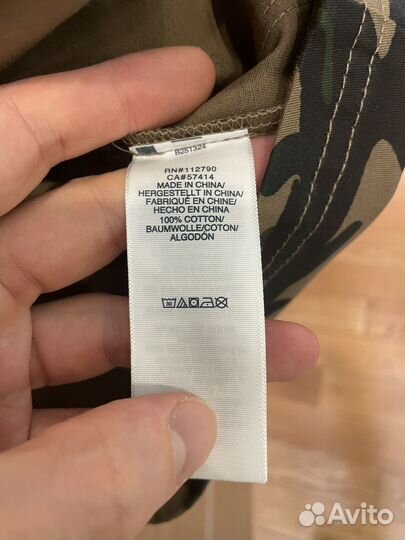 B251324
RN#112790
CA#57414
MADE IN CHINA/
HERGESTELLT IN CHINA/
FABRIQUÉ EN CHINE/
HECHO EN CHINA
100% COTTON/
BAUMWOLLE/COTON/
ALGODÓN
Avito